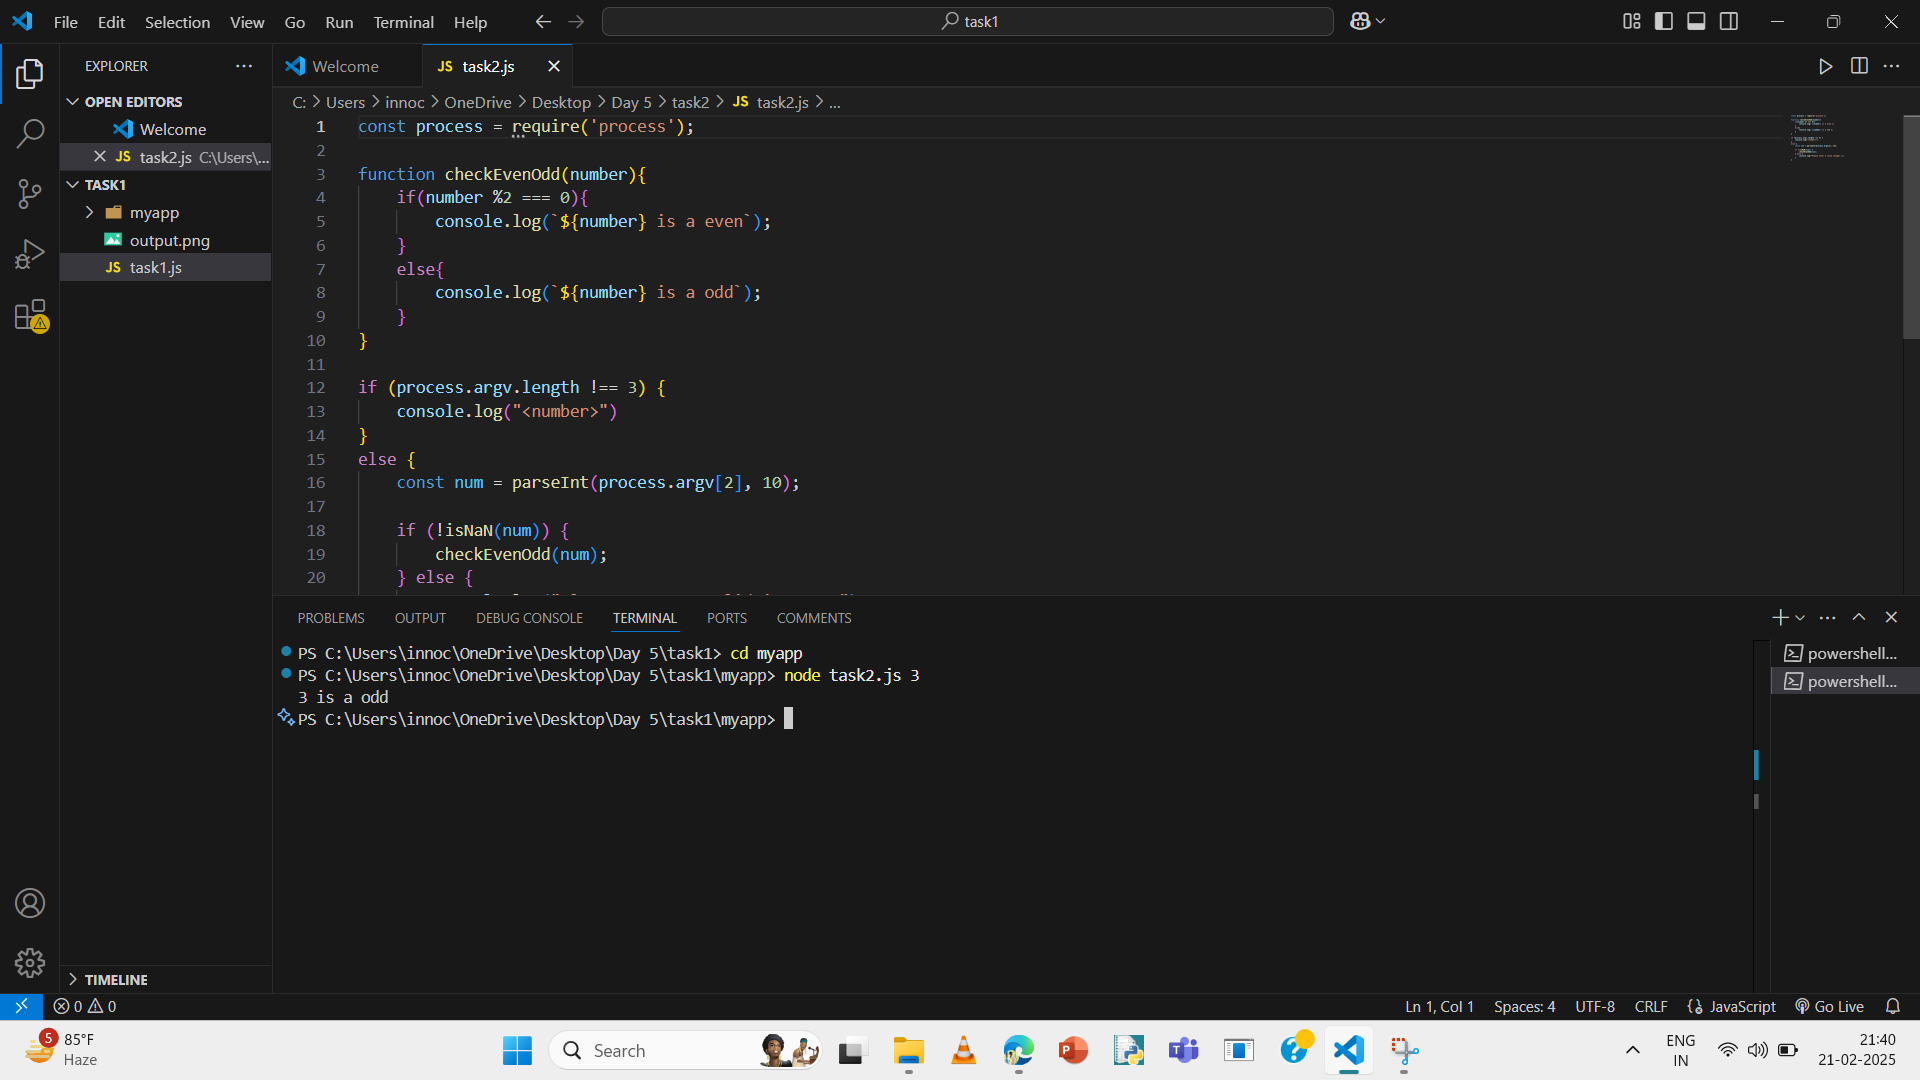 File Edit Selection View Go Run Terminal Help
task1
EXPLORER
OPEN EDITORS
Welcome
JS task2.js C:\Users\...
TASK1
myapp
output.png
JS task1.js
TIMELINE
Welcome
JS task2.js
C: > Users > innoc > OneDrive > Desktop > Day 5 > task2 > JS task2.js > ...
1 const process = require('process');
2
3 function checkEvenOdd(number){
4 if(number %2 === 0){
5 console.log(`${number} is a even`);
6 }
7 else{
8 console.log(`${number} is a odd`);
9 }
10 }
11
12 if (process.argv.length !== 3) {
13 console.log("<number>")
14 }
15 else {
16 const num = parseInt(process.argv[2], 10);
17
18 if (!isNaN(num)) {
19 checkEvenOdd(num);
20 } else {
PROBLEMS OUTPUT DEBUG CONSOLE TERMINAL PORTS COMMENTS
PS C:\Users\innoc\OneDrive\Desktop\Day 5\task1> cd myapp
PS C:\Users\innoc\OneDrive\Desktop\Day 5\task1\myapp> node task2.js 3
3 is a odd
PS C:\Users\innoc\OneDrive\Desktop\Day 5\task1\myapp>
powershell...
powershell...
0 0
Ln 1, Col 1 Spaces: 4 UTF-8 CRLF JavaScript Go Live
5
85°F
Haze
Search
ENG
IN
21:40
21-02-2025